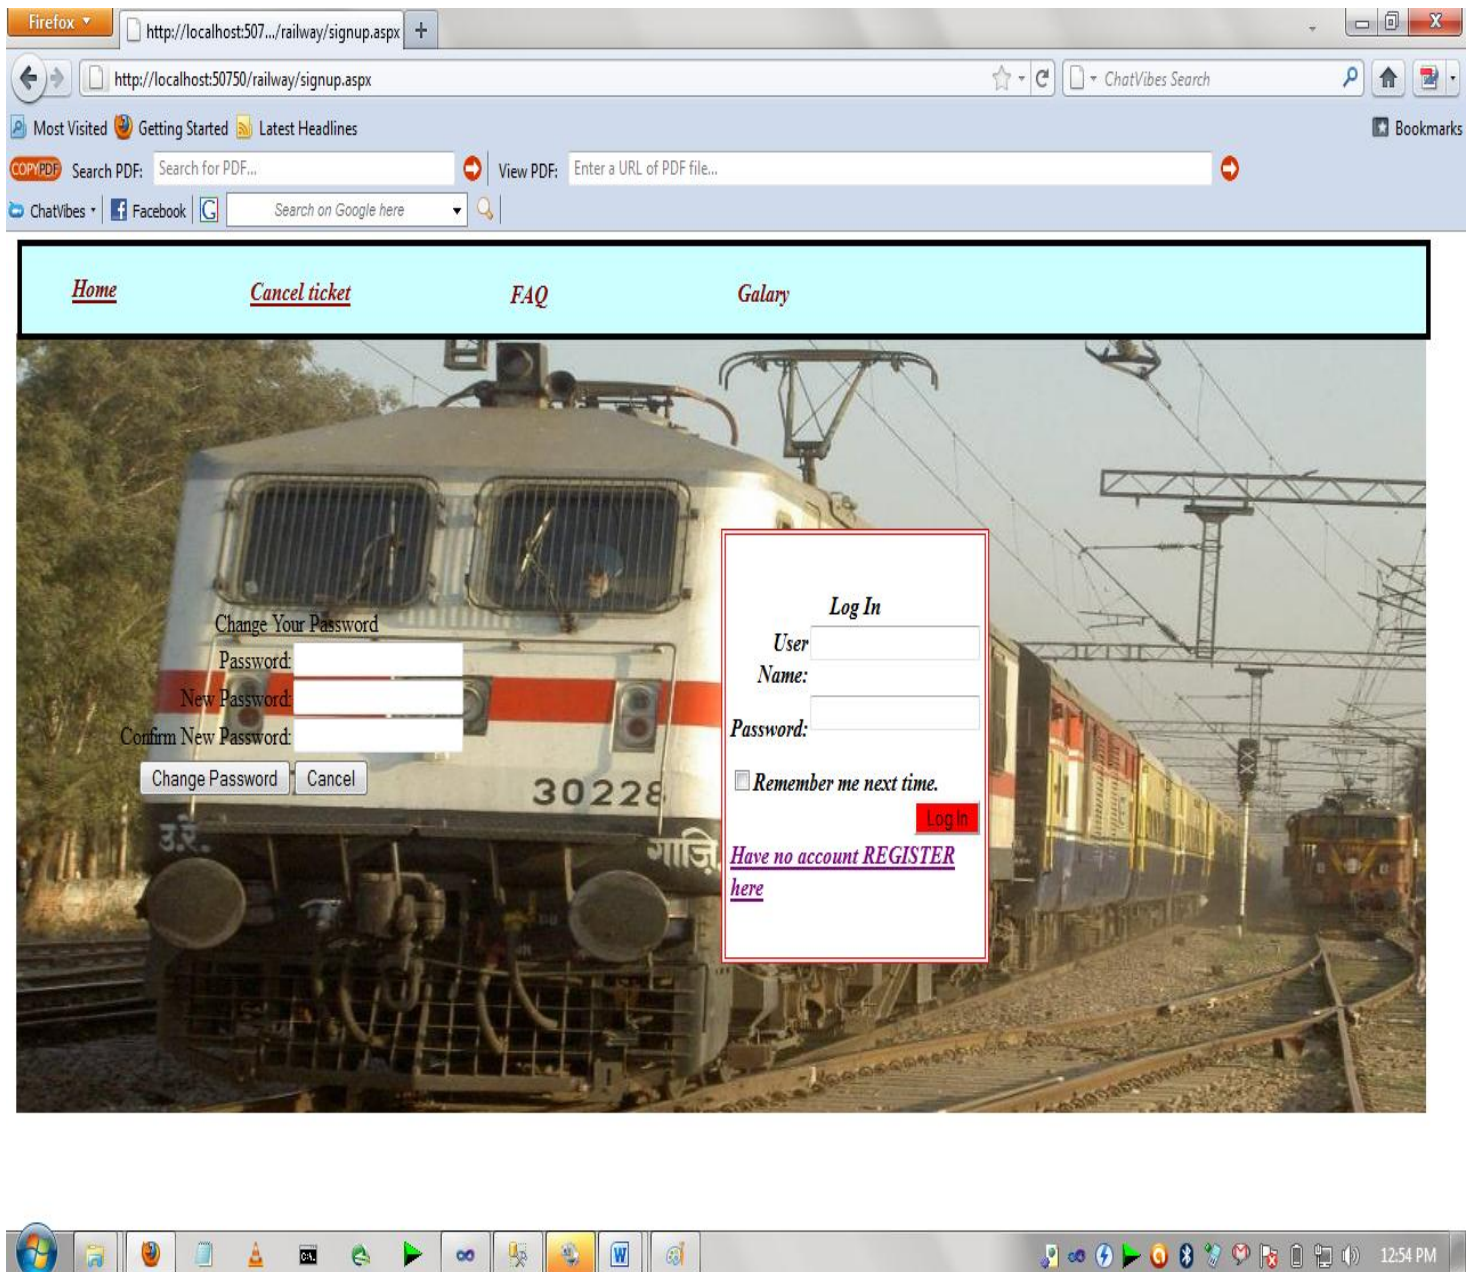 Firefox
http://localhost:507.../railway/signup.aspx
http://localhost:50750/railway/signup.aspx
ChatVibes Search
Most Visited Getting Started Latest Headlines
Bookmarks
COPYPDF Search PDF: Search for PDF... View PDF: Enter a URL of PDF file...
ChatVibes Facebook G Search on Google here
Home Cancel ticket FAQ Galary
Change Your Password
Password:
New Password:
Confirm New Password:
Change Password Cancel
30228
उ.रे.
गाज़ि
Log In
User
Name:
Password:
Remember me next time.
Log In
Have no account REGISTER
here
C:\.
W
12:54 PM